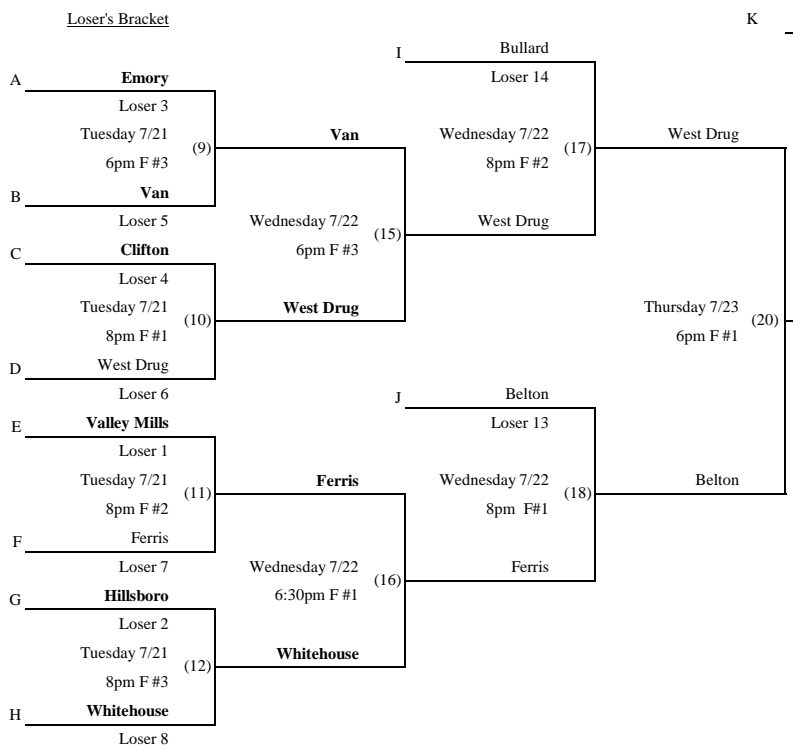 Loser's Bracket
K
I
Bullard
Loser 14
A
Emory
Loser 3
Tuesday 7/21
6pm F #3
(9)
Van
Wednesday 7/22
8pm F #2
(17)
West Drug
B
Van
Loser 5
Wednesday 7/22
6pm F #3
(15)
West Drug
C
Clifton
Loser 4
Tuesday 7/21
8pm F #1
(10)
West Drug
Thursday 7/23
6pm F #1
(20)
D
West Drug
Loser 6
J
Belton
Loser 13
E
Valley Mills
Loser 1
Tuesday 7/21
8pm F #2
(11)
Ferris
Wednesday 7/22
8pm F#1
(18)
Belton
F
Ferris
Loser 7
Wednesday 7/22
6:30pm F #1
(16)
Ferris
G
Hillsboro
Loser 2
Tuesday 7/21
8pm F #3
(12)
Whitehouse
H
Whitehouse
Loser 8